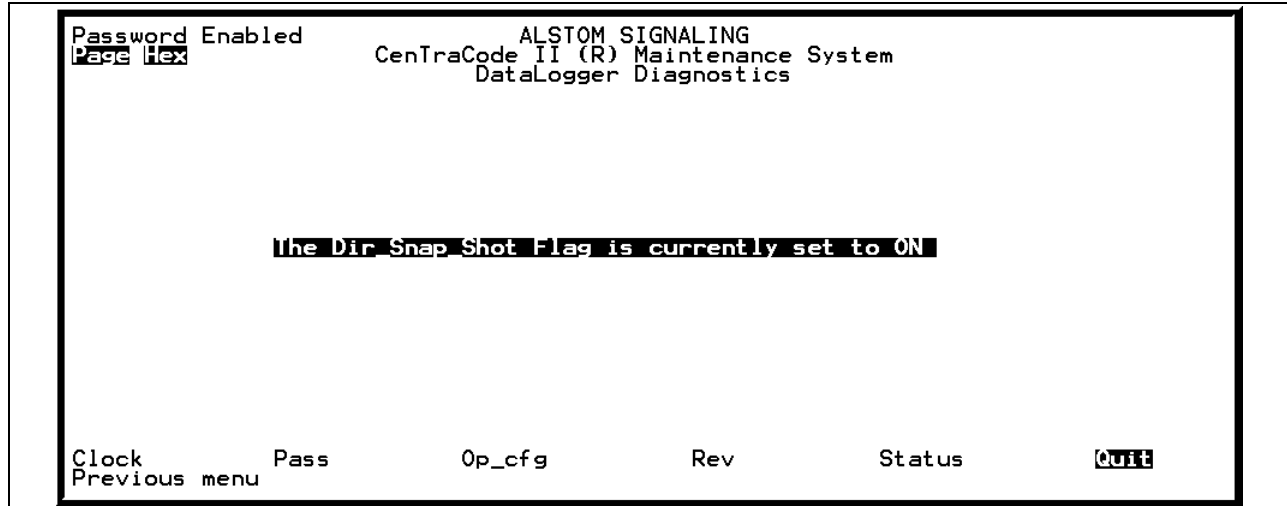 Password Enabled ALSTOM SIGNALING
Page Hex CenTraCode II (R) Maintenance System
DataLogger Diagnostics
The Dir_Snap_Shot Flag is currently set to ON
Clock Pass Op_cfg Rev Status Quit
Previous menu